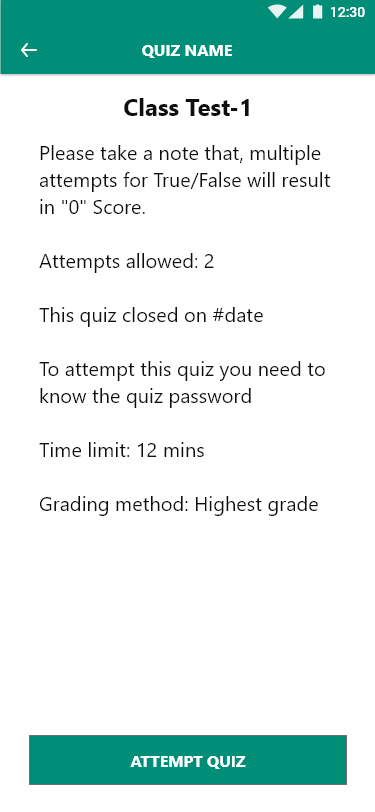 12:30
QUIZ NAME
Class Test-1
Please take a note that, multiple
attempts for True/False will result
in "0" Score.
Attempts allowed: 2
This quiz closed on #date
To attempt this quiz you need to
know the quiz password
Time limit: 12 mins
Grading method: Highest grade
ATTEMPT QUIZ